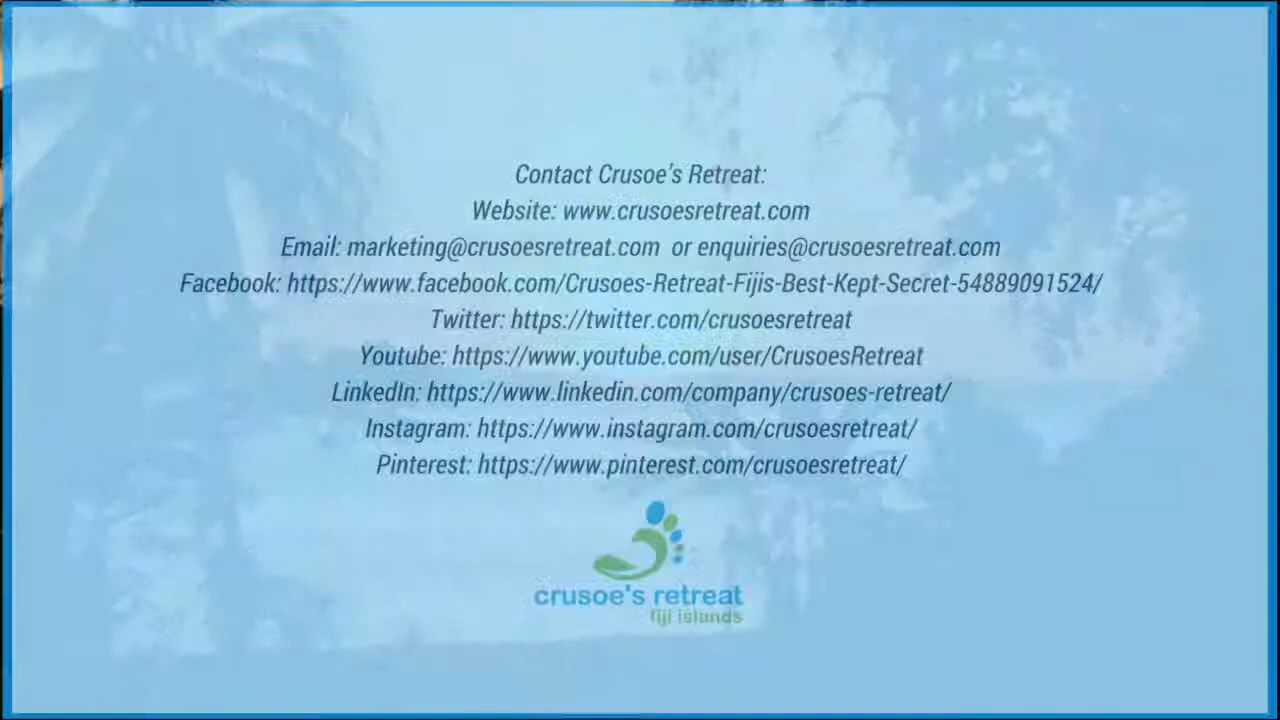 Contact Crusoe's Retreat:
Website: www.crusoesretreat.com
Email: marketing@crusoesretreat.com or enquiries@crusoesretreat.com
Facebook: https://www.facebook.com/Crusoes-Retreat-Fijis-Best-Kept-Secret-54889091524/
Twitter: https://twitter.com/crusoesretreat
Youtube: https://www.youtube.com/user/CrusoesRetreat
LinkedIn: https://www.linkedin.com/company/crusoes-retreat/
Instagram: https://www.instagram.com/crusoesretreat/
Pinterest: https://www.pinterest.com/crusoesretreat/
crusoe's retreat
fiji islands